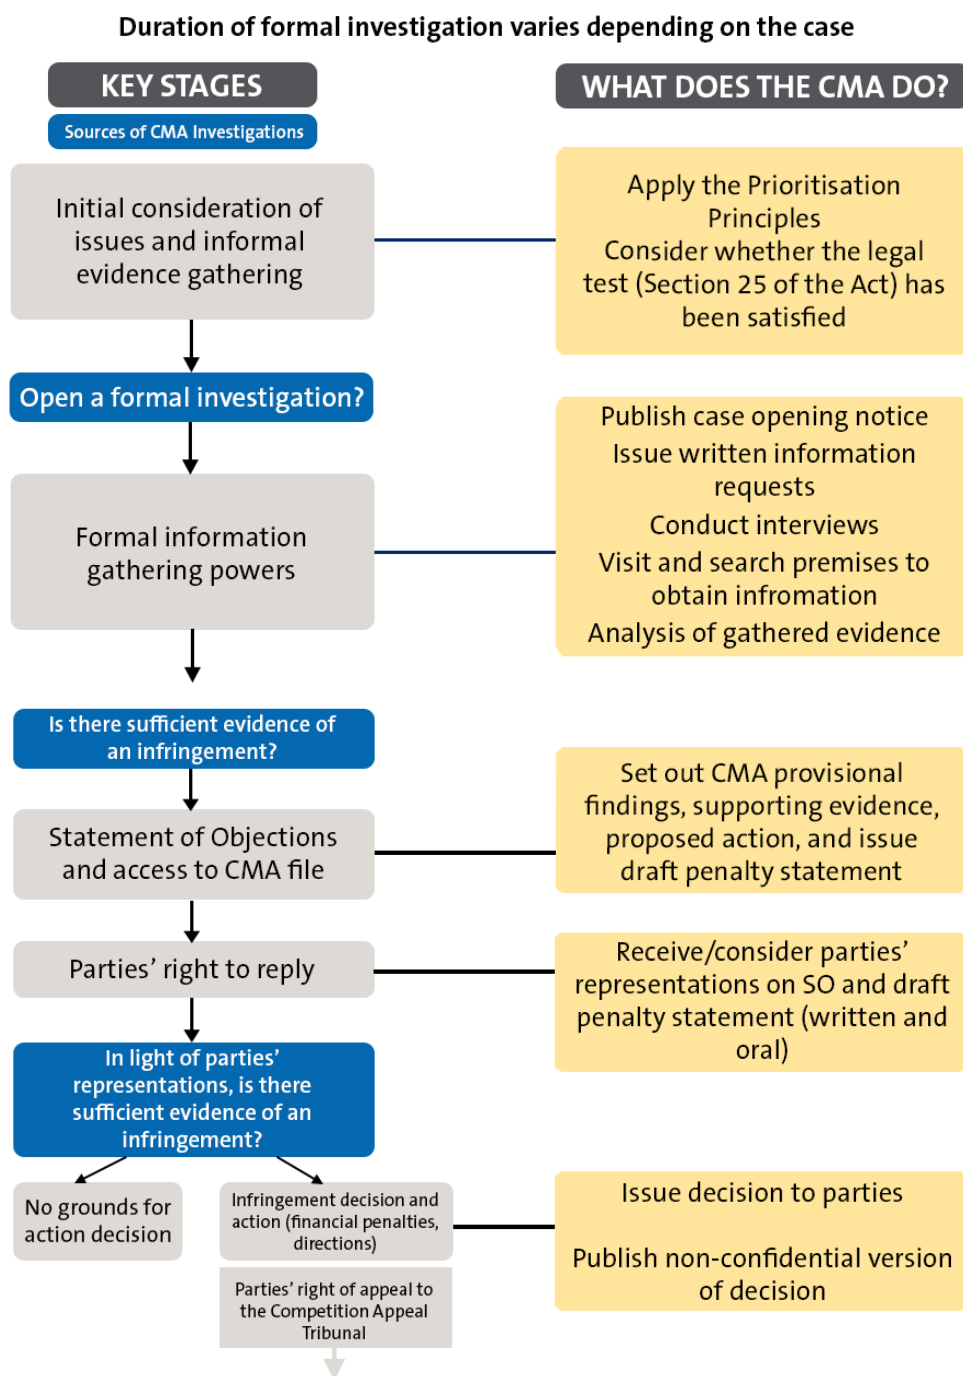 Duration of formal investigation varies depending on the case
KEY STAGES
WHAT DOES THE CMA DO?
Sources of CMA Investigations
Initial consideration of
issues and informal
evidence gathering
Apply the Prioritisation
Principles
Consider whether the legal
test (Section 25 of the Act) has
been satisfied
Open a formal investigation?
Formal information
gathering powers
Publish case opening notice
Issue written information
requests
Conduct interviews
Visit and search premises to
obtain infromation
Analysis of gathered evidence
Is there sufficient evidence of
an infringement?
Statement of Objections
and access to CMA file
Set out CMA provisional
findings, supporting evidence,
proposed action, and issue
draft penalty statement
Parties’ right to reply
Receive/consider parties’
representations on SO and draft
penalty statement (written and
oral)
In light of parties’
representations, is there
sufficient evidence of an
infringement?
No grounds for
action decision
Infringement decision and
action (financial penalties,
directions)
Issue decision to parties
Publish non-confidential version
of decision
Parties’ right of appeal to
the Competition Appeal
Tribunal